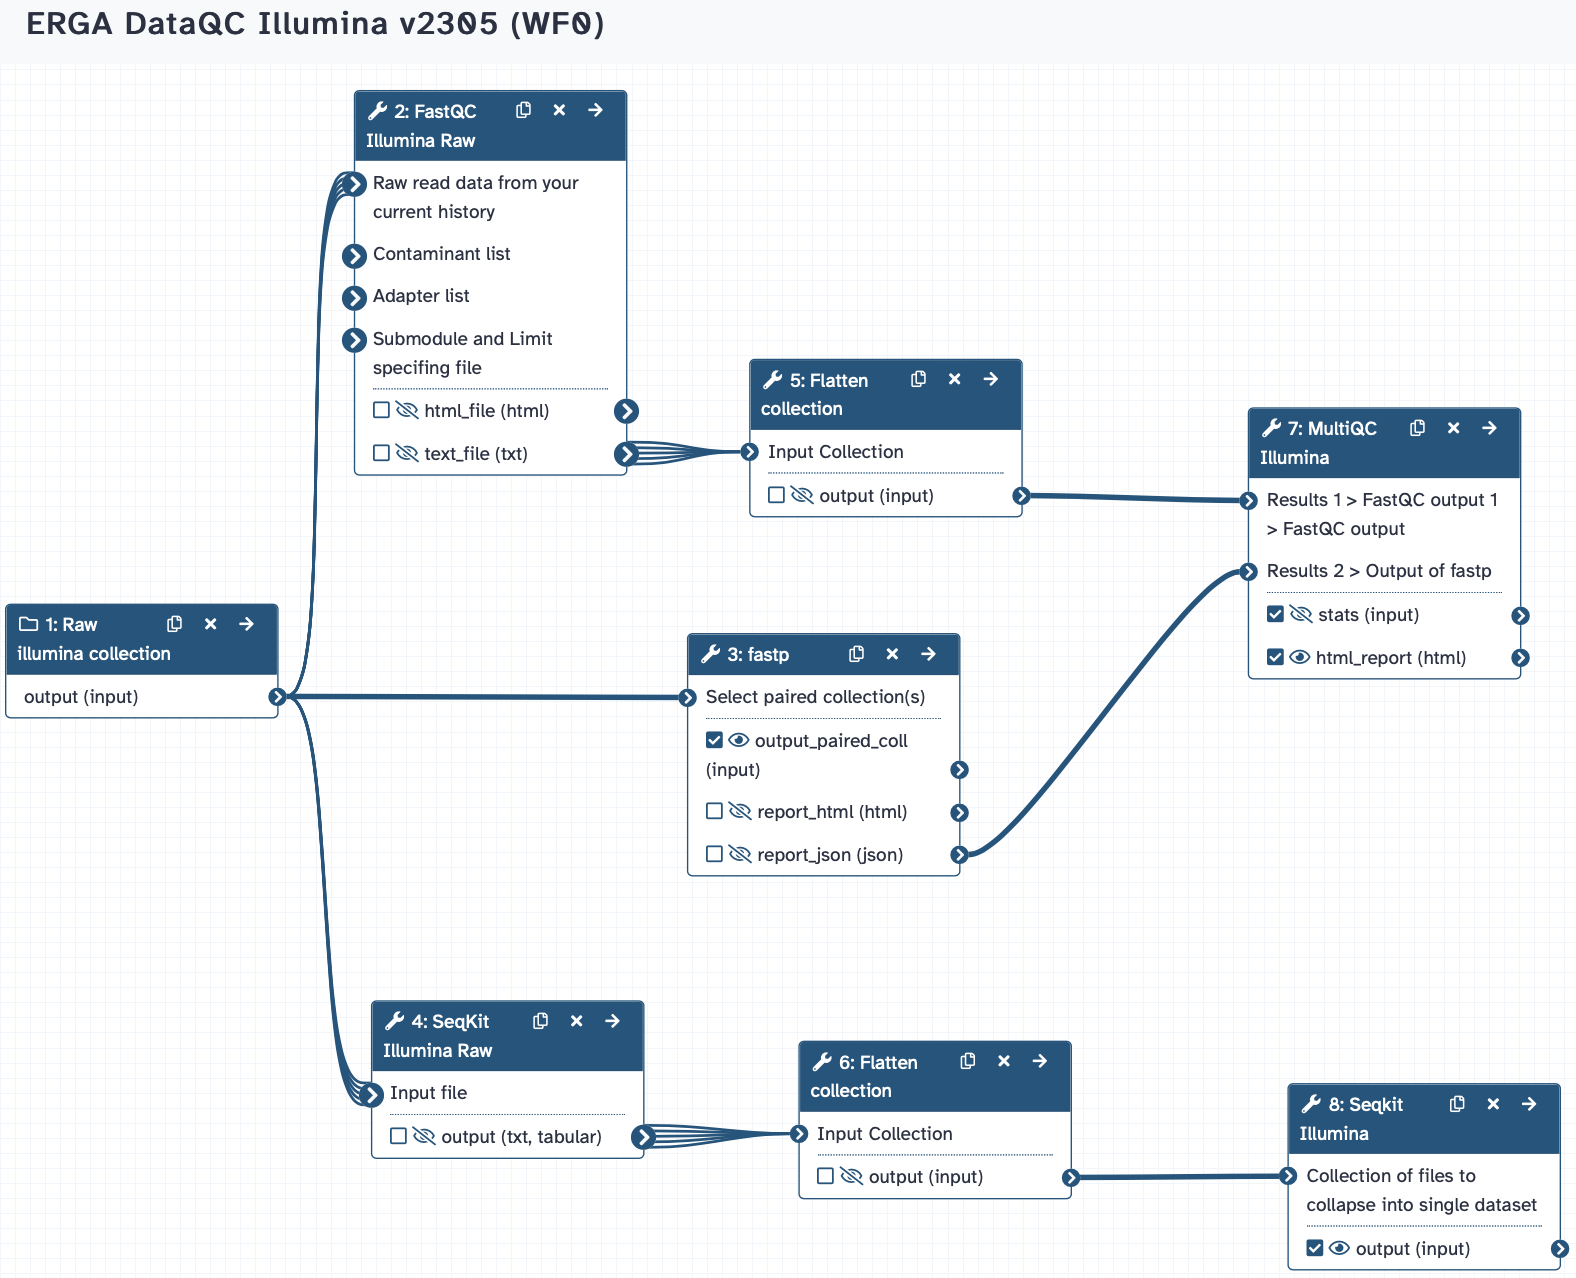 ERGA DataQC Illumina v2305 (WF0)
2: FastQC
Illumina Raw
Raw read data from your
current history
Contaminant list
Adapter list
Submodule and Limit
specifing file
html_file (html)
text_file (txt)
5: Flatten
collection
Input Collection
output (input)
7: MultiQC
Illumina
Results 1 > FastQC output 1
> FastQC output
Results 2 > Output of fastp
stats (input)
html_report (html)
1: Raw
illumina collection
output (input)
3: fastp
Select paired collection(s)
output_paired_coll
(input)
report_html (html)
report_json (json)
4: SeqKit
Illumina Raw
Input file
output (txt, tabular)
6: Flatten
collection
Input Collection
output (input)
8: Seqkit
Illumina
Collection of files to
collapse into single dataset
output (input)